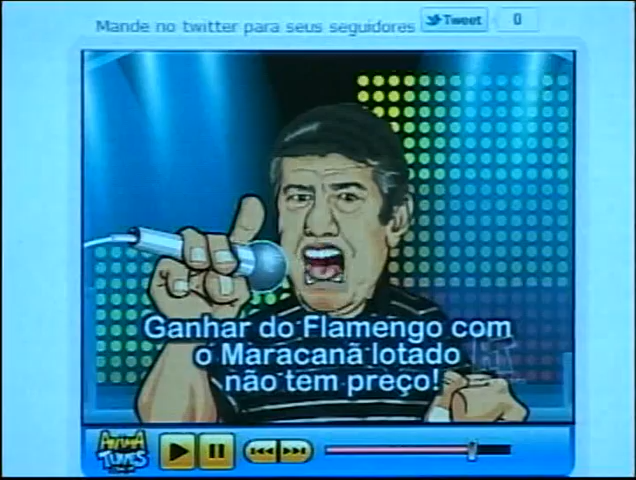 Mande no twitter para seus seguidores Tweet 0
Ganhar do Flamengo com
o Maracanã lotado
não tem preço!
ANIMA
TUNES